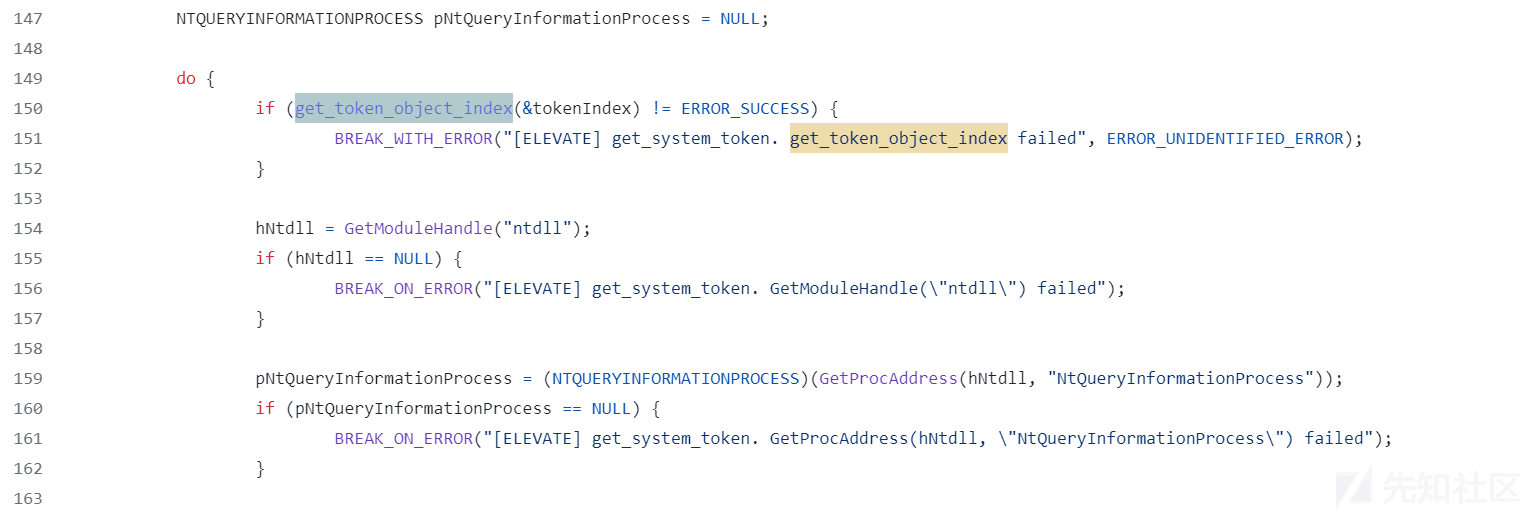 147 NTQUERYINFORMATIONPROCESS pNtQueryInformationProcess = NULL;
148
149 do {
150 if (get_token_object_index(&tokenIndex) != ERROR_SUCCESS) {
151 BREAK_WITH_ERROR("[ELEVATE] get_system_token. get_token_object_index failed", ERROR_UNIDENTIFIED_ERROR);
152 }
153
154 hNtdll = GetModuleHandle("ntdll");
155 if (hNtdll == NULL) {
156 BREAK_ON_ERROR("[ELEVATE] get_system_token. GetModuleHandle(\"ntdll\") failed");
157 }
158
159 pNtQueryInformationProcess = (NTQUERYINFORMATIONPROCESS)(GetProcAddress(hNtdll, "NtQueryInformationProcess"));
160 if (pNtQueryInformationProcess == NULL) {
161 BREAK_ON_ERROR("[ELEVATE] get_system_token. GetProcAddress(hNtdll, \"NtQueryInformationProcess\") failed");
162 }
163
先知社区